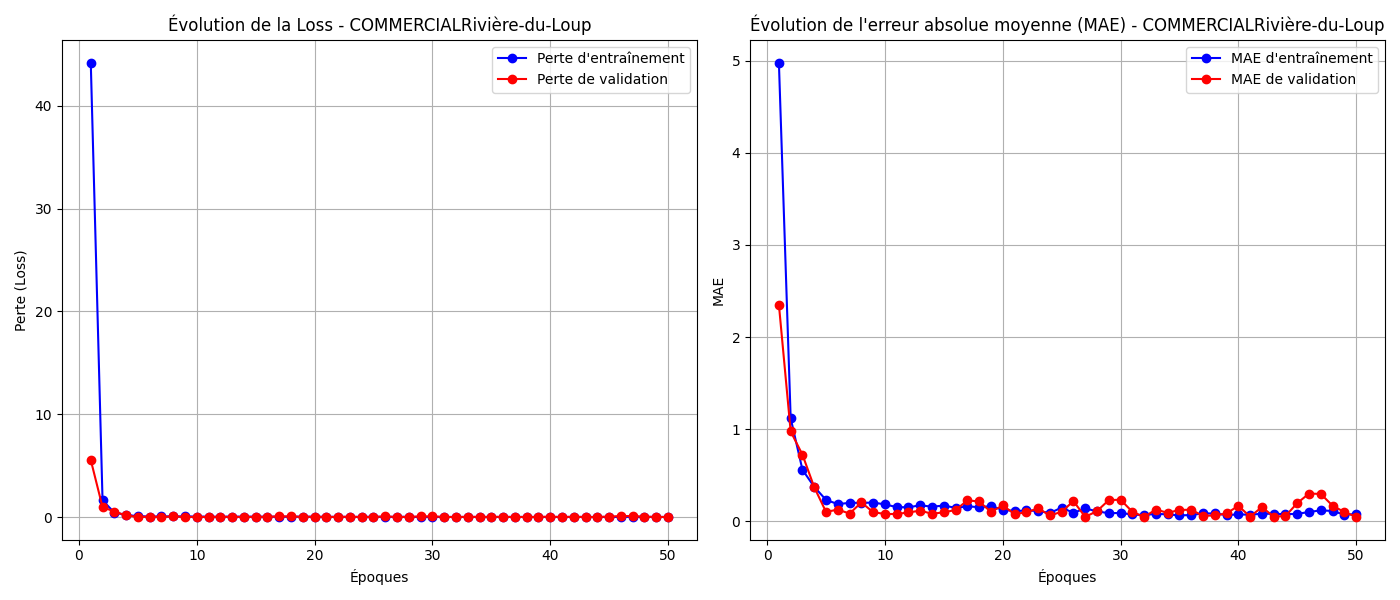 Évolution de la Loss - COMMERCIALRivière-du-Loup
Perte d'entraînement
Perte de validation
40
30
20
10
0
Perte (Loss)
0 10 20 30 40 50
Époques
Évolution de l'erreur absolue moyenne (MAE) - COMMERCIALRivière-du-Loup
MAE d'entraînement
MAE de validation
5
4
3
2
1
0
MAE
0 10 20 30 40 50
Époques